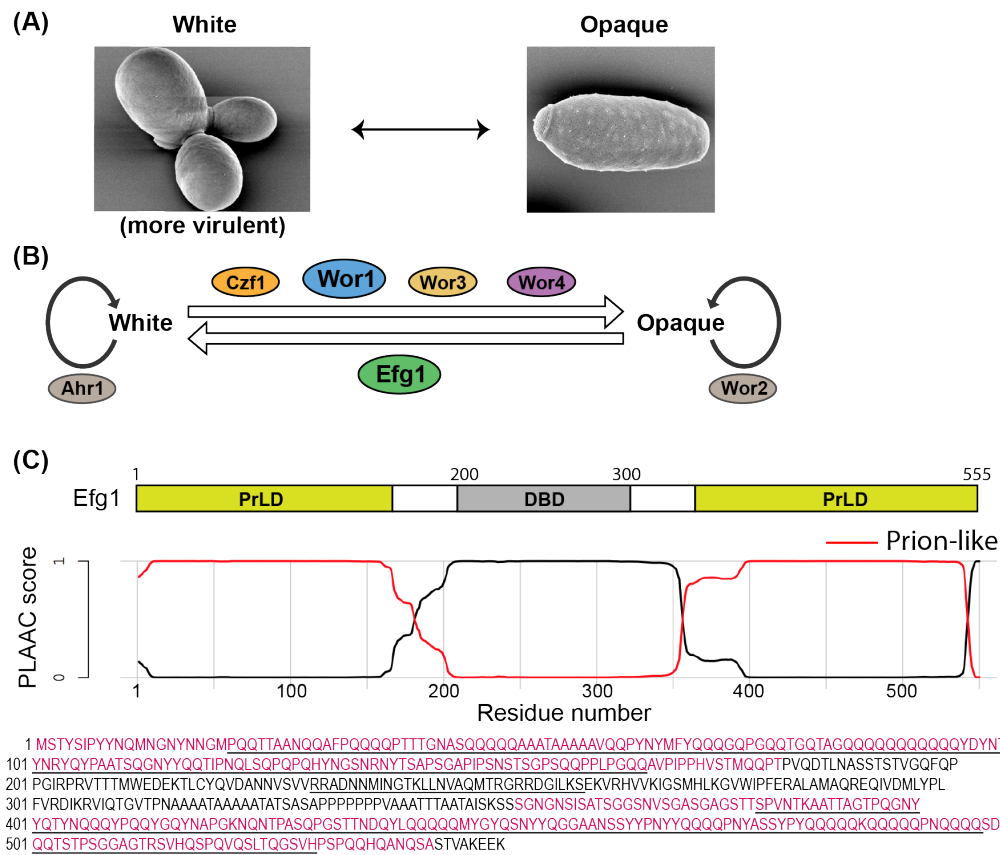 (A)
White
Opaque
(more virulent)
(B)
Czf1
Wor1
Wor3
Wor4
White
Opaque
Efg1
Ahr1
Wor2
(C)
1 200 300 555
Efg1 PrLD DBD PrLD
Prion-like
PLAAC score
1
0
1 100 200 300 400 500
Residue number
1 MSTYSIPYYNQMNGNYNNGMPQQTTAANQQAFPQQQQPTTTGNASQQQQQAAATAAAAAVQQPYNYMFYQQQGQPGQQTGQTAGQQQQQQQQQQQQYDYNT
101 YNRYQYPAATSQGNYYQQTIPNQLSQPQPQHYNGSNRNYTSAPSGAPIPSNSTSGPSQQPPLPGQQAVPIPPHVSTMQQPTPVQDTLNASSTSTVGQFQP
201 PGIRPRVTTTMWEDEKTLCYQVDANNVSVVRRADNNMINGTKLLNVAQMTRGRRDGILKSEKVRHVVKIGSMHLKGVWIPFERALAMAQREQIVDMLYPL
301 FVRDIKRVIQTGVTPNAAAATAAAAATATSASAPPPPPPPVAAATTTAATAISKSSSGNGNSISATSGGSNVSGASGAGSTTSPVNTKAATTAGTPQGNY
401 YQTYNQQQYPQQYGQYNAPGKNQNTPASQPGSTTNDQYLQQQQQMYGYQSNYYQGGAANSSYYPNYYQQQQPNYASSYPYQQQQQKQQQQQPNQQQQSD
501 QQTSTPSGGAGTRSVHQSPQVQSLTQGSVHPSPQQHQANQSASTVAKEEK